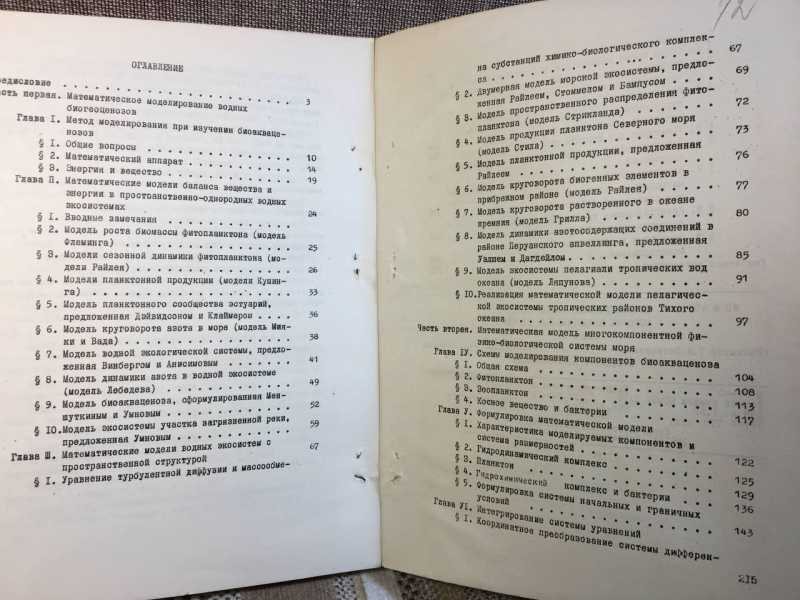 ОГЛАВЛЕНИЕ
редисловие . . . . . . . . . . . . . . . . . . . . 3
сть первая. Математическое моделирование водных
биогеоценозов
Глава I. Метод моделирования при изучении биоакваце-
нозов
§ I. Общие вопросы . . . . . . . . . . . . . 10
§ 2. Математический аппарат . . . . . . . . . . 14
§ 3. Энергия и вещество . . . . . . . . . . . . 19
Глава П. Математические модели баланса вещества и
энергии в пространственно-однородных водных
экосистемах
§ I. Вводные замечания . . . . . . . . . . . . 24
§ 2. Модель роста биомассы фитопланктона (модель
Флеминга) . . . . . . . . . . . . . . . 25
§ 3. Модели сезонной динамики фитопланктона (мо-
дели Райлея) . . . . . . . . . . . . . . 26
§ 4. Модели планктонной продукции (модели Кушин-
га) . . . . . . . . . . . . . . . . . . 33
§ 5. Модель планктонного сообщества эстуарий,
предложенная Дэйвидсоном и Клаймером . . . . 36
§ 6. Модель круговорота азота в море (модель Мия-
ки и Вада) . . . . . . . . . . . . . . . 38
§ 7. Модель водной экологической системы, предло-
женная Винбергом и Анисимовым . . . . . . . 41
§ 8. Модель динамики азота в водной экосистеме
(модель Лебедева) . . . . . . . . . . . . 49
§ 9. Модель биоакваценоза, сформулированная Мен-
шуткиным и Умновым . . . . . . . . . . . . 52
§ 10. Модель экосистемы участка загрязненной реки,
предложенная Умновым . . . . . . . . . . . 59
Глава Ш. Математические модели водных экосистем с
пространственной структурой 67
§ I. Уравнение турбулентной диффузии и массообме-
12
на субстанций химико-биологического комплек-
са . . . . . . . . . . . . . . . . . . . 67
§ 2. Двумерная модель морской экосистемы, предло-
женная Райлеем, Стоммелом и Бампусом . . . . 69
§ 3. Модель пространственного распределения фито-
планктона (модель Стрикланда) . . . . . . . 72
§ 4. Модель продукции планктона Северного моря
(модель Стила) . . . . . . . . . . . . . 73
§ 5. Модель планктонной продукции, предложенная
Райлеем . . . . . . . . . . . . . . . . 76
§ 6. Модель круговорота биогенных элементов в
прибрежном районе (модель Райлея) . . . . . 77
§ 7. Модель круговорота растворенного в океане
кремния (модель Грилла) . . . . . . . . . 80
§ 8. Модель динамики азотосодержащих соединений в
районе Перуанского апвеллинга, предложенная
Уалшем и Дагдейлом . . . . . . . . . . . . 85
§ 9. Модель экосистемы пелагиали тропических вод
океана (модель Ляпунова) . . . . . . . . . 91
§ 10. Реализация математической модели пелагичес-
кой экосистемы тропических районов Тихого
океана . . . . . . . . . . . . . . . . 97
Часть вторая. Математическая модель многокомпонентной фи-
зико-биологической системы моря
Глава IУ. Схемы моделирования компонентов биоакваценоза
§ I. Общая схема . . . . . . . . . . . . . . 104
§ 2. Фитопланктон . . . . . . . . . . . . . . 108
§ 3. Зоопланктон . . . . . . . . . . . . . . 113
§ 4. Косное вещество и бактерии . . . . . . . . 117
Глава У. Формулировка математической модели
§ I. Характеристика моделируемых компонентов и
система размерностей . . . . . . . . . . . 122
§ 2. Гидродинамический комплекс . . . . . . . . 125
§ 3. Планктон . . . . . . . . . . . . . . . 129
§ 4. Гидрохимический комплекс и бактерии . . . . 136
§ 5. Формулировка системы начальных и граничных
условий . . . . . . . . . . . . . . . . 143
Глава УI. Интегрирование системы уравнений
§ I. Координатное преобразование системы дифферен-
215